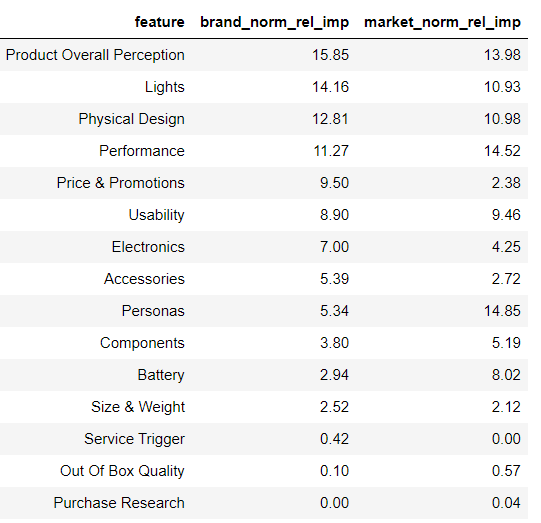 feature brand_norm_rel_imp market_norm_rel_imp
Product Overall Perception 15.85 13.98
Lights 14.16 10.93
Physical Design 12.81 10.98
Performance 11.27 14.52
Price & Promotions 9.50 2.38
Usability 8.90 9.46
Electronics 7.00 4.25
Accessories 5.39 2.72
Personas 5.34 14.85
Components 3.80 5.19
Battery 2.94 8.02
Size & Weight 2.52 2.12
Service Trigger 0.42 0.00
Out Of Box Quality 0.10 0.57
Purchase Research 0.00 0.04